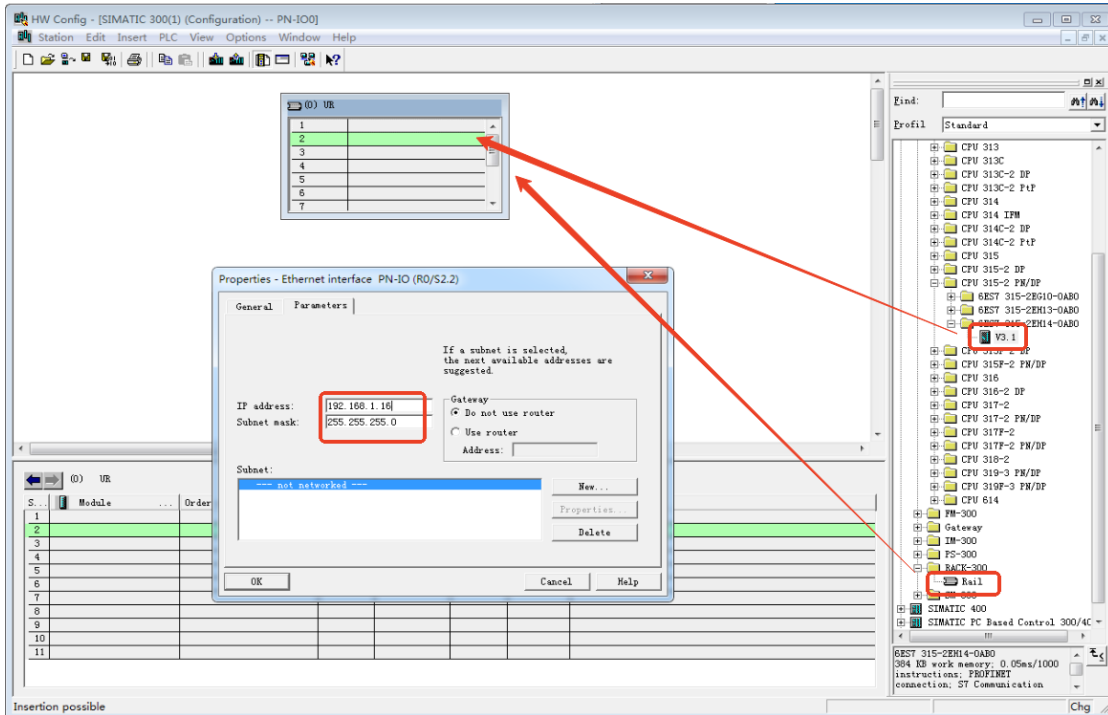 HW Config - [SIMATIC 300(1) (Configuration) -- PN-IO0]
Station Edit Insert PLC View Options Window Help
(0) UR
1
2
3
4
5
6
7
Properties - Ethernet interface PN-IO (R0/S2.2)
General Parameters
If a subnet is selected,
the next available addresses are
suggested.
IP address: 192.168.1.16
Subnet mask: 255.255.255.0
Gateway
Do not use router
Use router
Address:
Subnet:
--- not networked ---
New...
Properties...
Delete
OK Cancel Help
(0) UR
S... Module ... Order
1
2
3
4
5
6
7
8
9
10
11
Insertion possible
Find:
Profil Standard
CPU 313
CPU 313C
CPU 313C-2 DP
CPU 313C-2 PtP
CPU 314
CPU 314 IFM
CPU 314C-2 DP
CPU 314C-2 PtP
CPU 315
CPU 315-2 DP
CPU 315-2 PN/DP
6ES7 315-2EG10-0AB0
6ES7 315-2EH13-0AB0
6ES7 315-2EH14-0AB0
V3.1
CPU 315F-2 DP
CPU 315F-2 PN/DP
CPU 316
CPU 316-2 DP
CPU 317-2
CPU 317-2 PN/DP
CPU 317F-2
CPU 317F-2 PN/DP
CPU 318-2
CPU 319-3 PN/DP
CPU 319F-3 PN/DP
CPU 614
FM-300
Gateway
IM-300
PS-300
RACK-300
Rail
SM-300
SIMATIC 400
SIMATIC PC Based Control 300/40
6ES7 315-2EH14-0AB0
384 KB work memory; 0.05ms/1000
instructions; PROFINET
connection; S7 Communication
Chg